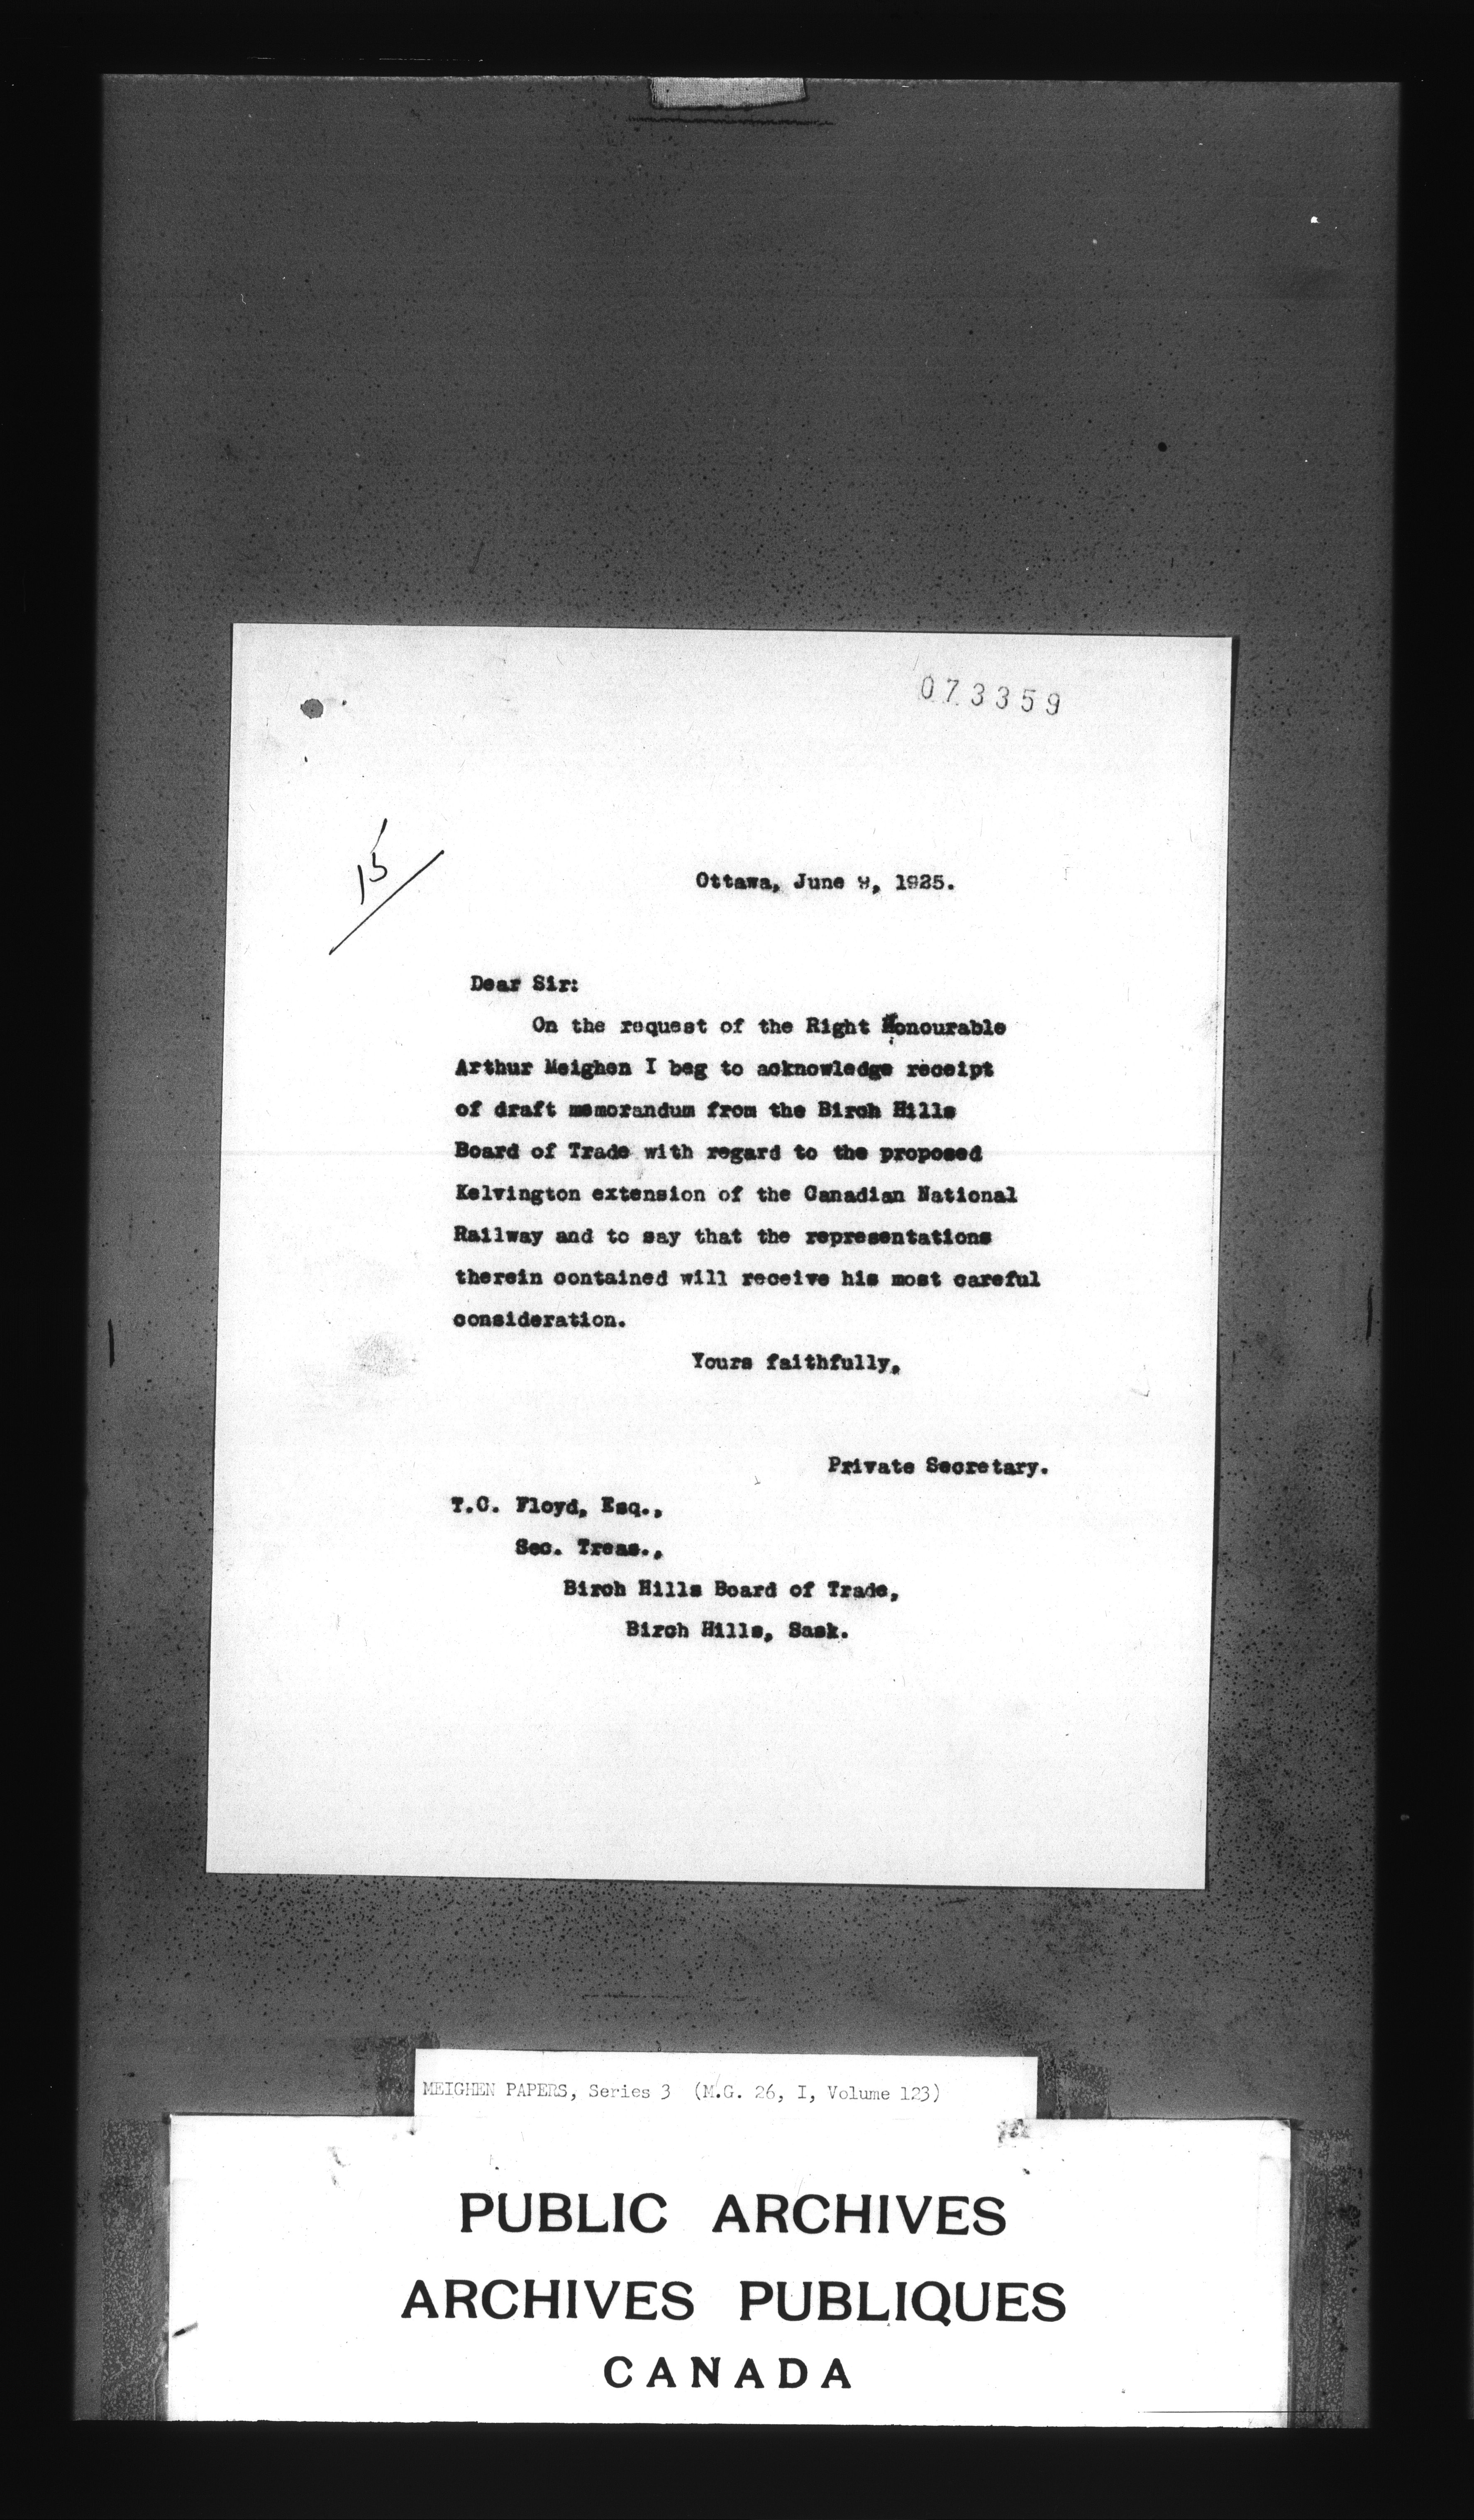 073359
15
Ottawa, June 9, 1925.
Dear Sir:
On the request of the Right Honourable
Arthur Meighen I beg to acknowledge receipt
of draft memorandum from the Birch Hills
Board of Trade with regard to the proposed
Kelvington extension of the Canadian National
Railway and to say that the representations
therein contained will receive his most careful
consideration.
Yours faithfully,
Private Secretary.
T.C. Floyd, Esq.,
Sec. Treas.,
Birch Hills Board of Trade,
Birch Hills, Sask.
MEIGHEN PAPERS, Series 3 (M.G. 26, I, Volume 123)
PUBLIC ARCHIVES
ARCHIVES PUBLIQUES
CANADA